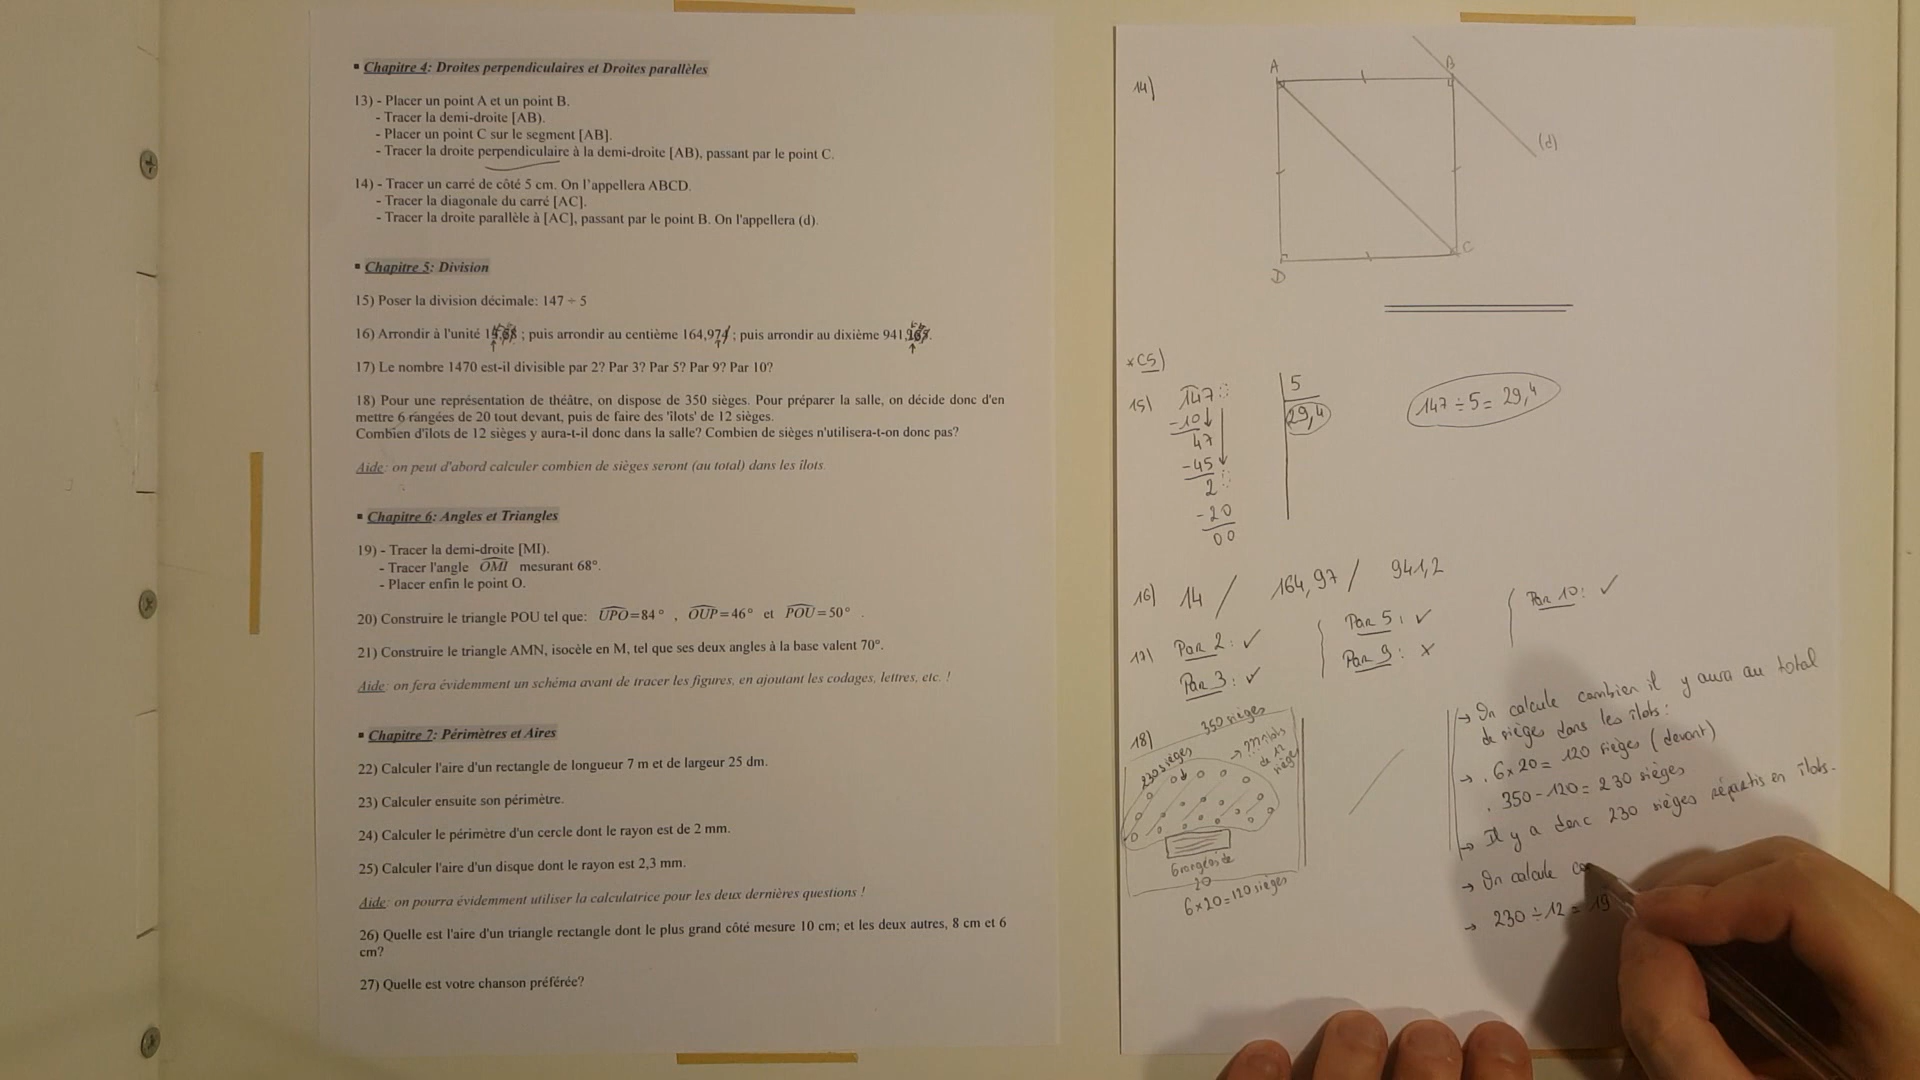 ▪ Chapitre 4: Droites perpendiculaires et Droites parallèles
13) - Placer un point A et un point B.
- Tracer la demi-droite [AB).
- Placer un point C sur le segment [AB].
- Tracer la droite perpendiculaire à la demi-droite [AB), passant par le point C.
14) - Tracer un carré de côté 5 cm. On l'appellera ABCD.
- Tracer la diagonale du carré [AC].
- Tracer la droite parallèle à [AC], passant par le point B. On l'appellera (d).
▪ Chapitre 5: Division
15) Poser la division décimale: 147 ÷ 5
16) Arrondir à l'unité ; puis arrondir au centième 164,974 ; puis arrondir au dixième
17) Le nombre 1470 est-il divisible par 2? Par 3? Par 5? Par 9? Par 10?
18) Pour une représentation de théâtre, on dispose de 350 sièges. Pour préparer la salle, on décide donc d'en
mettre 6 rangées de 20 tout devant, puis de faire des 'îlots' de 12 sièges.
Combien d'îlots de 12 sièges y aura-t-il donc dans la salle? Combien de sièges n'utilisera-t-on donc pas?
Aide: on peut d'abord calculer combien de sièges seront (au total) dans les îlots.
▪ Chapitre 6: Angles et Triangles
19) - Tracer la demi-droite [MI).
- Tracer l'angle OMI mesurant 68°.
- Placer enfin le point O.
20) Construire le triangle POU tel que: UPO=84° , OUP=46° et POU=50° .
21) Construire le triangle AMN, isocèle en M, tel que ses deux angles à la base valent 70°.
Aide: on fera évidemment un schéma avant de tracer les figures, en ajoutant les codages, lettres, etc. !
▪ Chapitre 7: Périmètres et Aires
22) Calculer l'aire d'un rectangle de longueur 7 m et de largeur 25 dm.
23) Calculer ensuite son périmètre.
24) Calculer le périmètre d'un cercle dont le rayon est de 2 mm.
25) Calculer l'aire d'un disque dont le rayon est 2,3 mm.
Aide: on pourra évidemment utiliser la calculatrice pour les deux dernières questions !
26) Quelle est l'aire d'un triangle rectangle dont le plus grand côté mesure 10 cm; et les deux autres, 8 cm et 6
cm?
27) Quelle est votre chanson préférée?
14)
A
B
(d)
C
D
*C5)
15) 147 5
-10 29,4
47
-45
2
-20
00
147 ÷ 5 = 29,4
16) 14 / 164,97 / 941,2
17) Par 2: ✓ Par 5: ✓ Par 10: ✓
Par 3: ✓ Par 9: ✗
18)
350 sièges
230 sièges
→ ??? îlots
de 12
sièges
6 rangées de
20
6×20=120 sièges
→ On calcule combien il y aura au total
de sièges dans les îlots:
→ . 6×20= 120 sièges (devant)
. 350-120= 230 sièges
→ Il y a donc 230 sièges répartis en îlots.
→ On calcule
→ 230 ÷ 12 = 19